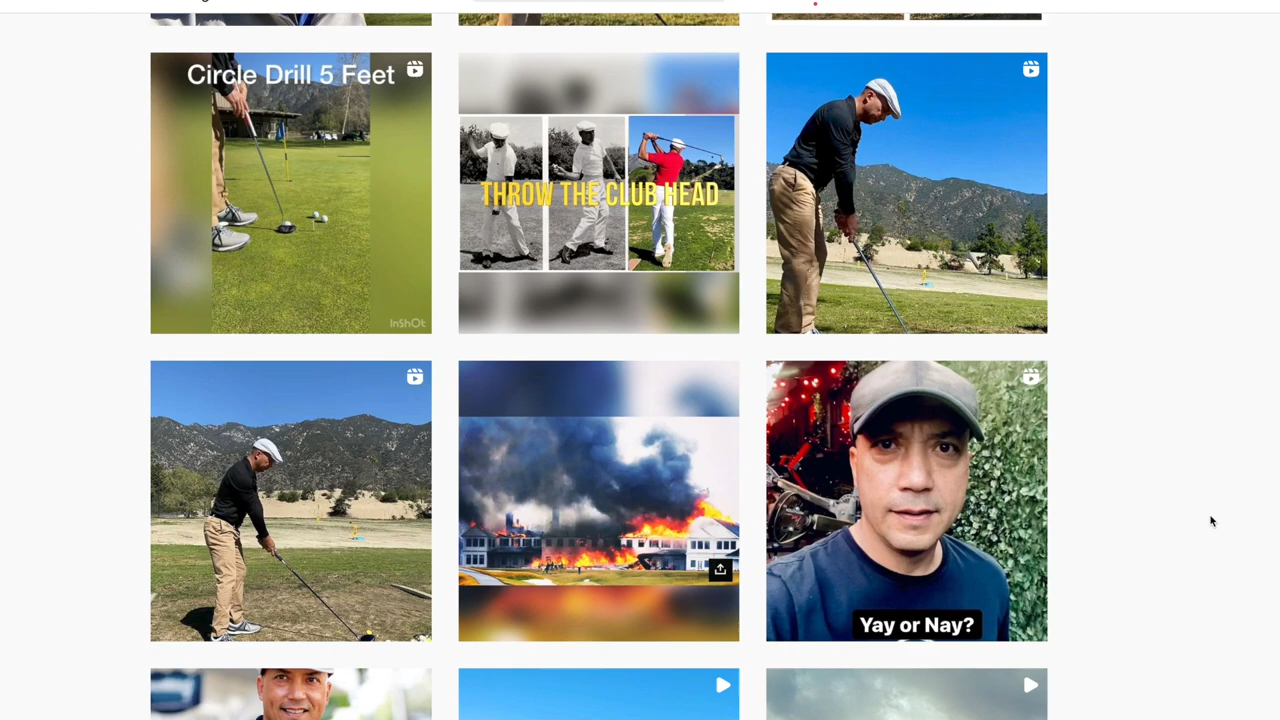 Circle Drill 5 Feet
THROW THE CLUB HEAD
InShOt
Yay or Nay?